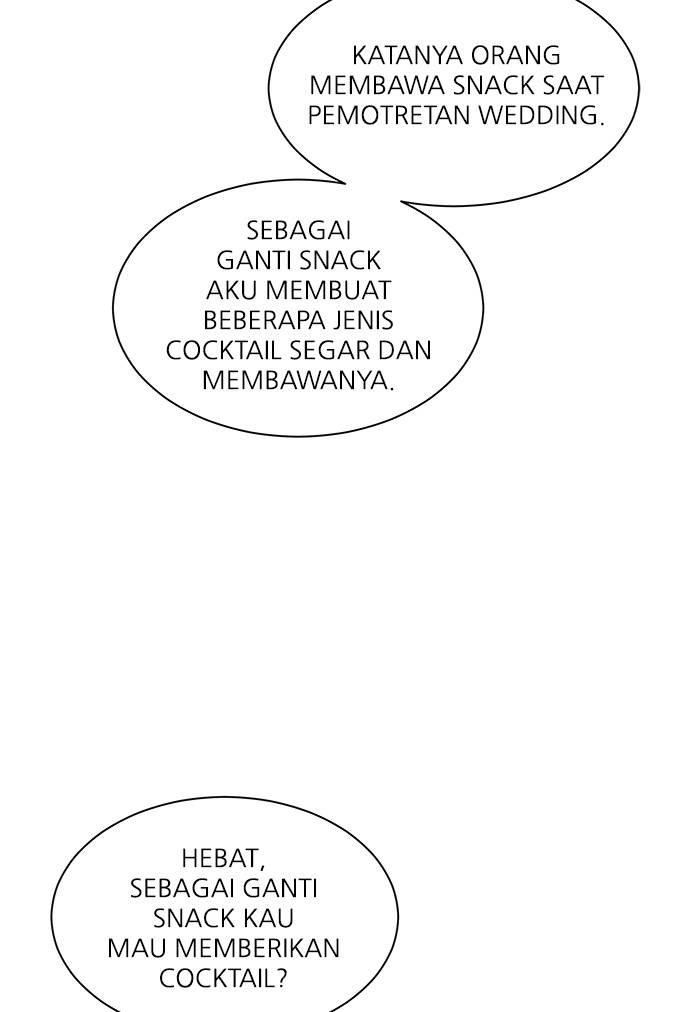 KATANYA ORANG
MEMBAWA SNACK SAAT
PEMOTRETAN WEDDING.
SEBAGAI
GANTI SNACK
AKU MEMBUAT
BEBERAPA JENIS
COCKTAIL SEGAR DAN
MEMBAWANYA.
HEBAT,
SEBAGAI GANTI
SNACK KAU
MAU MEMBERIKAN
COCKTAIL?